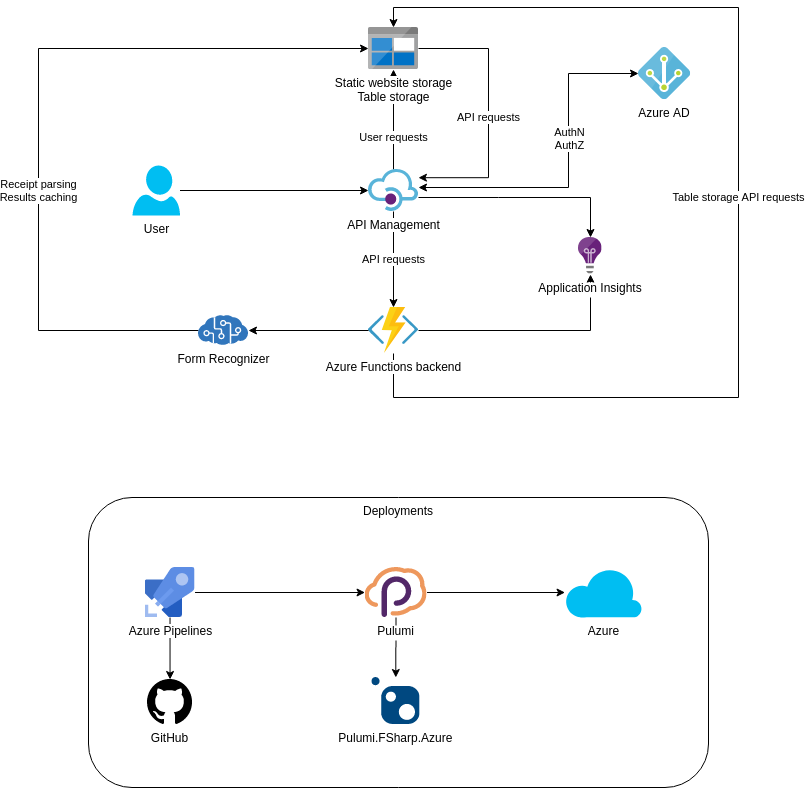 Static website storage
Table storage
API requests
AuthN
AuthZ
Azure AD
User requests
Receipt parsing
Results caching
Table storage API requests
User
API Management
API requests
Application Insights
Form Recognizer
Azure Functions backend
Deployments
Azure Pipelines
Pulumi
Azure
GitHub
Pulumi.FSharp.Azure